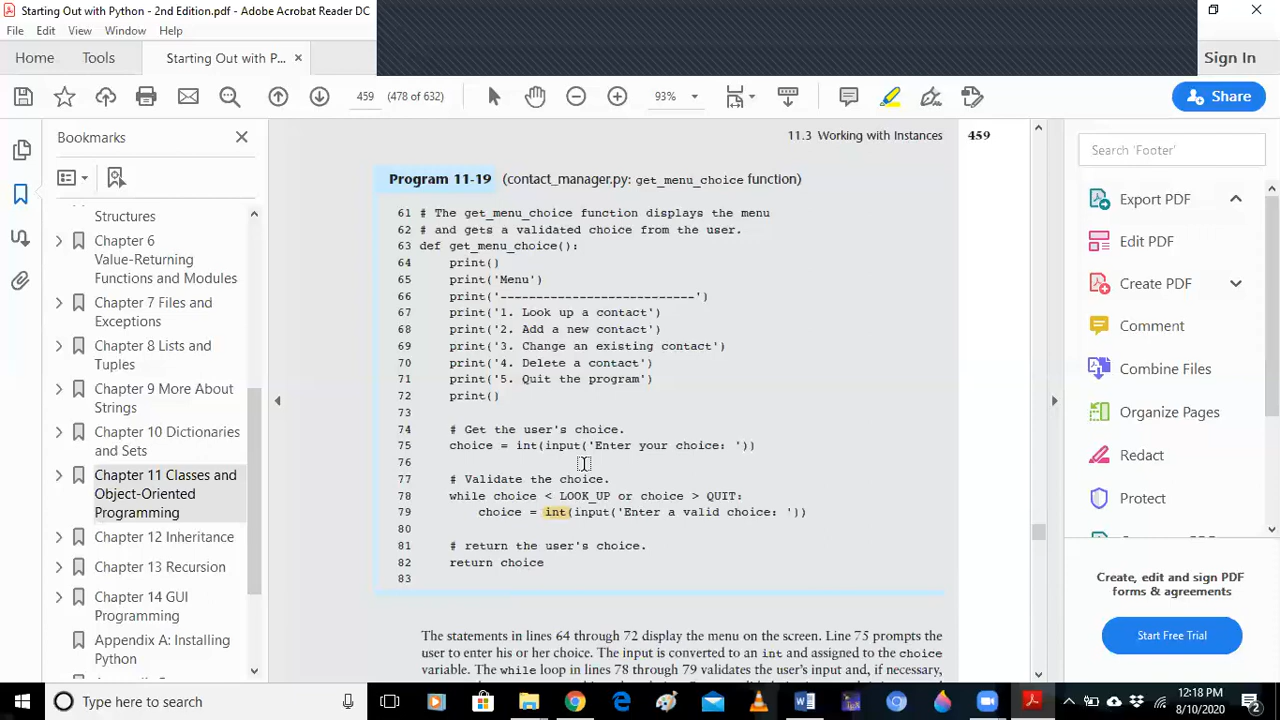 Starting Out with Python - 2nd Edition.pdf - Adobe Acrobat Reader DC
File Edit View Window Help
Home Tools Starting Out with P... × Sign In
459 (478 of 632) 93% Share
Bookmarks
Structures
Chapter 6
Value-Returning
Functions and Modules
Chapter 7 Files and
Exceptions
Chapter 8 Lists and
Tuples
Chapter 9 More About
Strings
Chapter 10 Dictionaries
and Sets
Chapter 11 Classes and
Object-Oriented
Programming
Chapter 12 Inheritance
Chapter 13 Recursion
Chapter 14 GUI
Programming
Appendix A: Installing
Python
11.3 Working with Instances 459
Program 11-19 (contact_manager.py: get_menu_choice function)
61 # The get_menu_choice function displays the menu
62 # and gets a validated choice from the user.
63 def get_menu_choice():
64 print()
65 print('Menu')
66 print('---------------------------')
67 print('1. Look up a contact')
68 print('2. Add a new contact')
69 print('3. Change an existing contact')
70 print('4. Delete a contact')
71 print('5. Quit the program')
72 print()
73
74 # Get the user's choice.
75 choice = int(input('Enter your choice: '))
76
77 # Validate the choice.
78 while choice < LOOK_UP or choice > QUIT:
79 choice = int(input('Enter a valid choice: '))
80
81 # return the user's choice.
82 return choice
83
The statements in lines 64 through 72 display the menu on the screen. Line 75 prompts the
user to enter his or her choice. The input is converted to an int and assigned to the choice
variable. The while loop in lines 78 through 79 validates the user's input and, if necessary,
Search 'Footer'
Export PDF
Edit PDF
Create PDF
Comment
Combine Files
Organize Pages
Redact
Protect
Convert, edit and sign PDF
forms & agreements
Start Free Trial
Type here to search
12:18 PM
8/10/2020
2